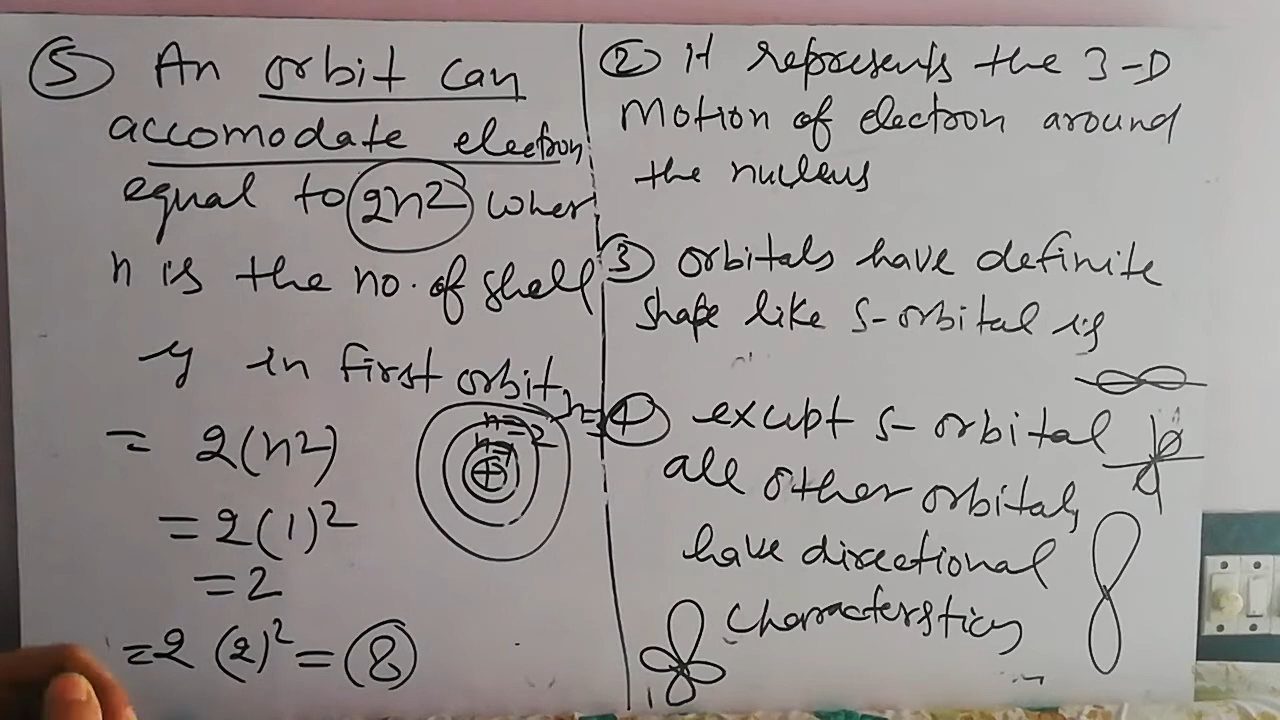 ⑤ An orbit can
accomodate electron
equal to 2n² wher
n is the no. of shell
in first orbit
= 2(n²)
= 2(1)²
= 2
=2 (2)² = 8
n=
n=2
n=1
+
② It represents the 3-D
Motion of electron around
the nucleus
③ orbitals have definite
shape like S-orbital is
④ except S-orbital
all other orbitals
have directional
characterstics